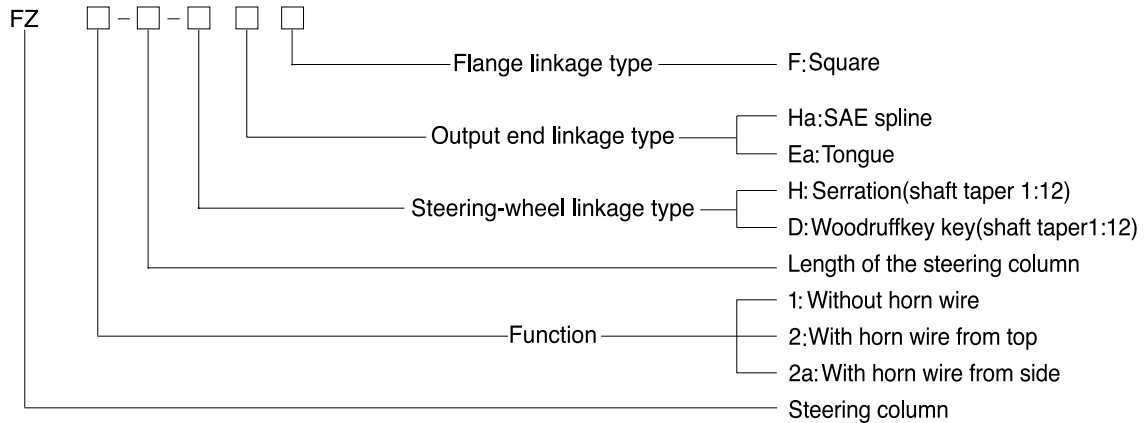 FZ □-□-□ □ □
Flange linkage type F:Square
Ha:SAE spline
Output end linkage type
Ea:Tongue
H:Serration(shaft taper 1:12)
Steering-wheel linkage type
D:Woodruffkey key(shaft taper1:12)
Length of the steering column
1:Without horn wire
Function 2:With horn wire from top
2a:With horn wire from side
Steering column